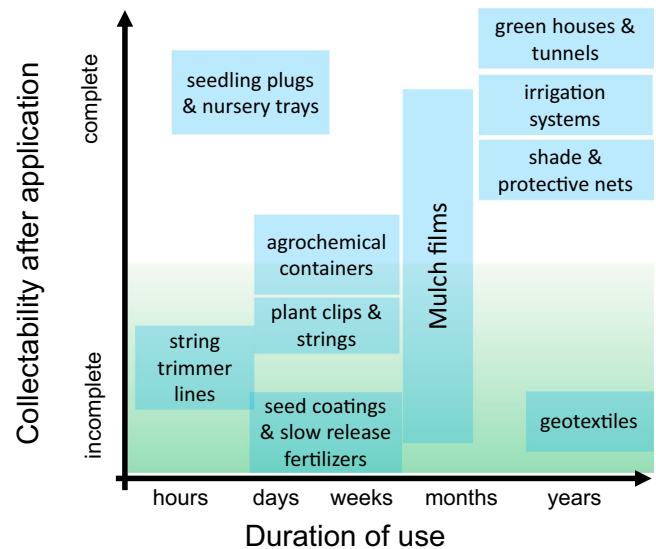 Collectability after application
complete
incomplete
green houses &
tunnels
seedling plugs
& nursery trays
irrigation
systems
shade &
protective nets
Mulch films
agrochemical
containers
plant clips &
strings
string
trimmer
lines
seed coatings
& slow release
fertilizers
geotextiles
hours days weeks months years
Duration of use